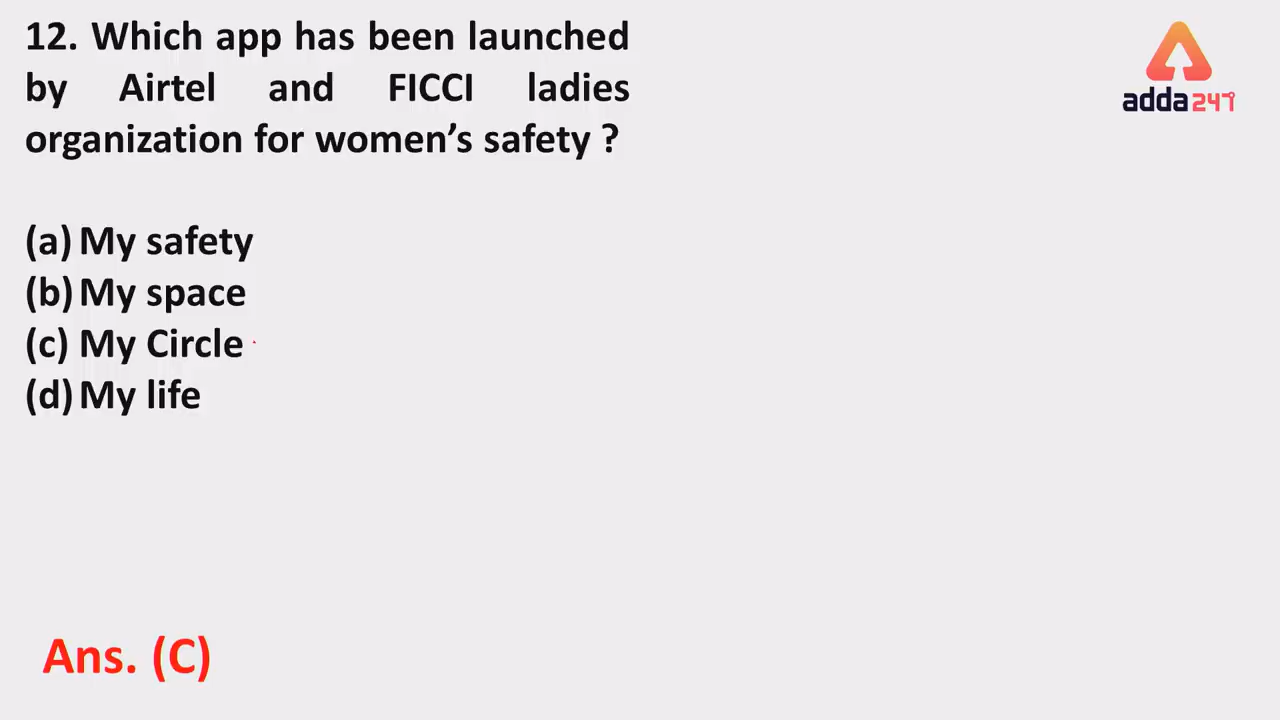 12. Which app has been launched
by Airtel and FICCI ladies
organization for women’s safety ?
(a) My safety
(b) My space
(c) My Circle
(d) My life
Ans. (C)
adda247